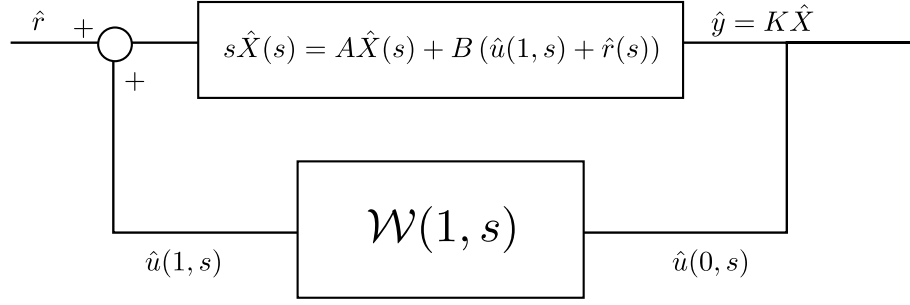 r̂
+
sX̂(s) = AX̂(s) + B (û(1, s) + r̂(s))
ŷ = KX̂
+
𝒲(1, s)
û(1, s)
û(0, s)